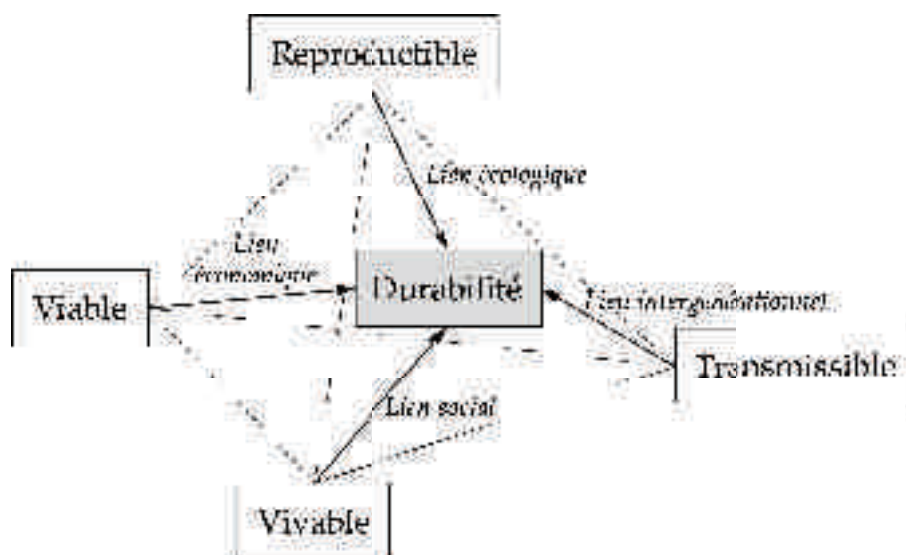 Reproductible
Lien écologique
Lien
économique
Durabilité
Viable
Lien intergénérationnel
Transmissible
Lien social
Vivable